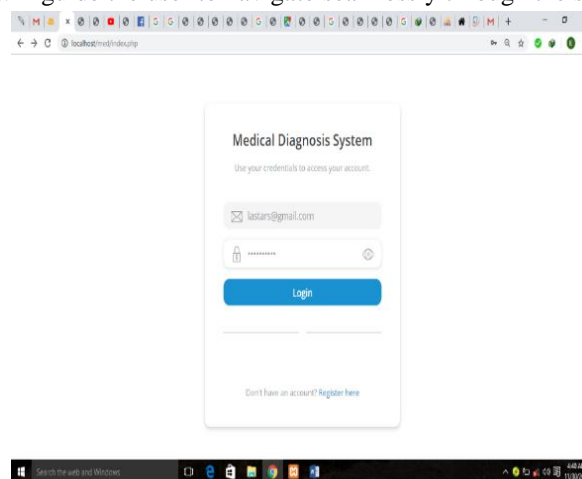 localhost/med/index.php
Medical Diagnosis System
Use your credentials to access your account.
lastars@gmail.com
Login
Don't have an account? Register here
Search the web and Windows